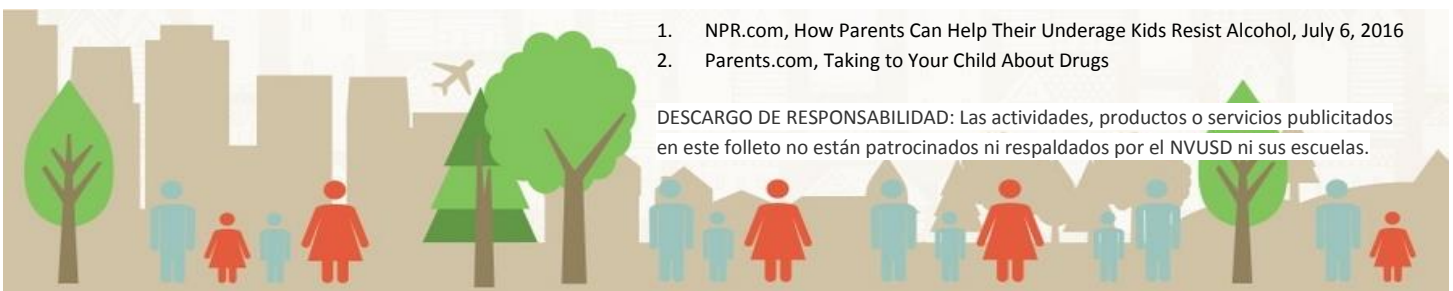 1. NPR.com, How Parents Can Help Their Underage Kids Resist Alcohol, July 6, 2016
2. Parents.com, Taking to Your Child About Drugs
DESCARGO DE RESPONSABILIDAD: Las actividades, productos o servicios publicitados
en este folleto no están patrocinados ni respaldados por el NVUSD ni sus escuelas.